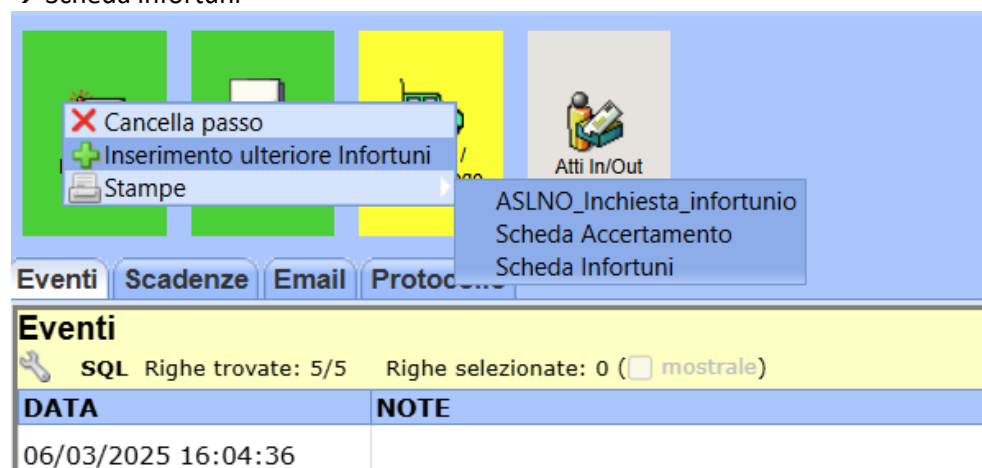 Scheda Infortuni
Cancella passo
Inserimento ulteriore Infortuni
Stampe
/
Atti In/Out
ASLNO_Inchiesta_infortunio
Scheda Accertamento
Scheda Infortuni
Eventi Scadenze Email
Eventi
SQL Righe trovate: 5/5 Righe selezionate: 0 ( mostrale)
DATA NOTE
06/03/2025 16:04:36